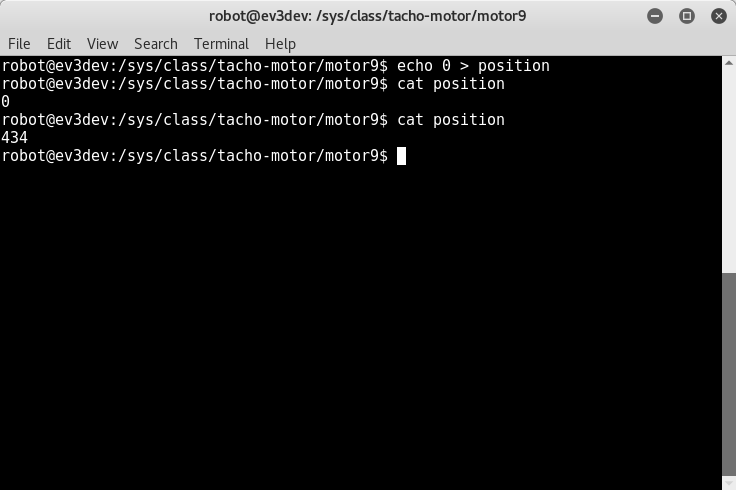 robot@ev3dev: /sys/class/tacho-motor/motor9
File Edit View Search Terminal Help
robot@ev3dev:/sys/class/tacho-motor/motor9$ echo 0 > position
robot@ev3dev:/sys/class/tacho-motor/motor9$ cat position
0
robot@ev3dev:/sys/class/tacho-motor/motor9$ cat position
434
robot@ev3dev:/sys/class/tacho-motor/motor9$